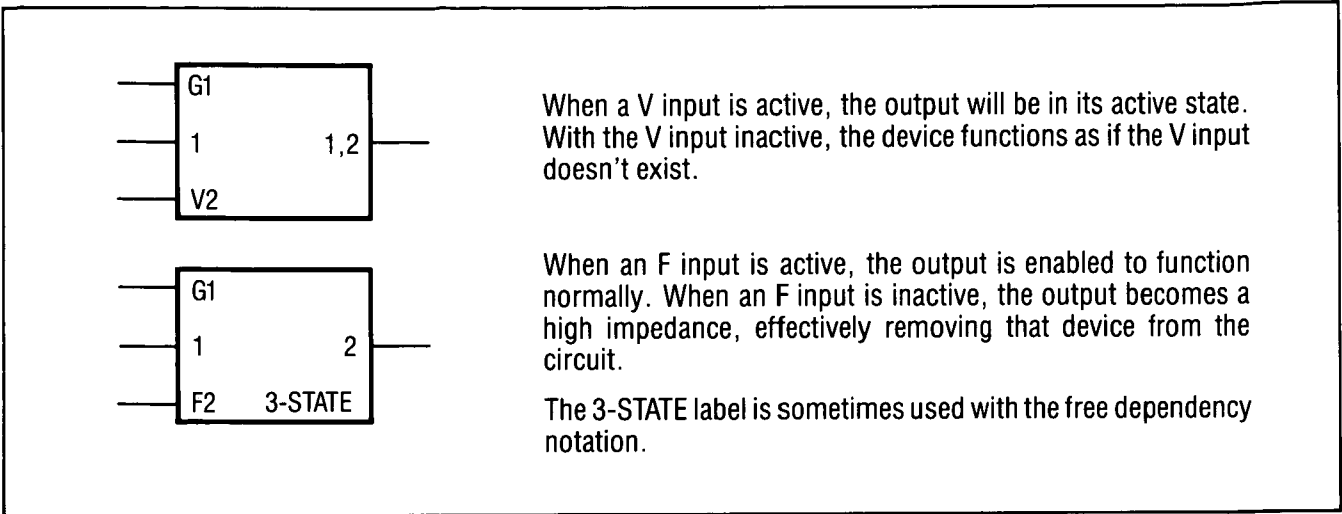 G1
1 1,2
V2
When a V input is active, the output will be in its active state.
With the V input inactive, the device functions as if the V input
doesn't exist.
G1
1 2
F2 3-STATE
When an F input is active, the output is enabled to function
normally. When an F input is inactive, the output becomes a
high impedance, effectively removing that device from the
circuit.
The 3-STATE label is sometimes used with the free dependency
notation.